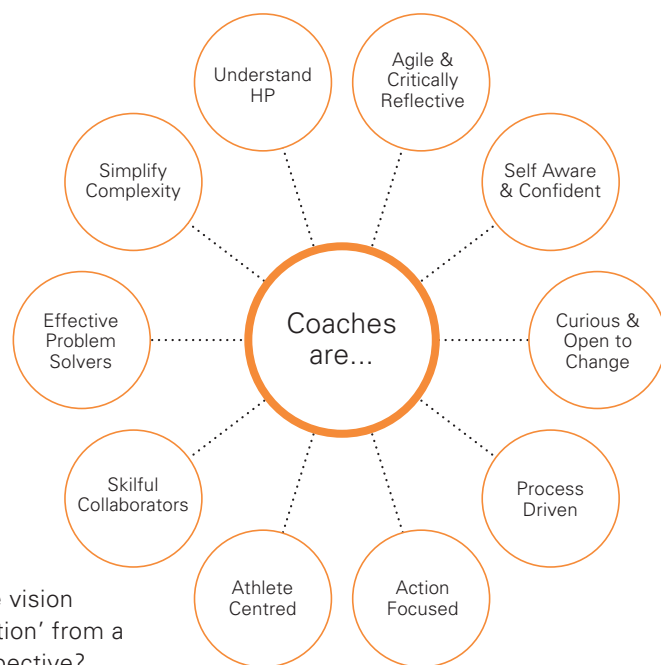 Understand
HP
Agile &
Critically
Reflective
Simplify
Complexity
Self Aware
& Confident
Effective
Problem
Solvers
Coaches
are...
Curious &
Open to
Change
Skilful
Collaborators
Process
Driven
Athlete
Centred
Action
Focused
vision
tion’ from a